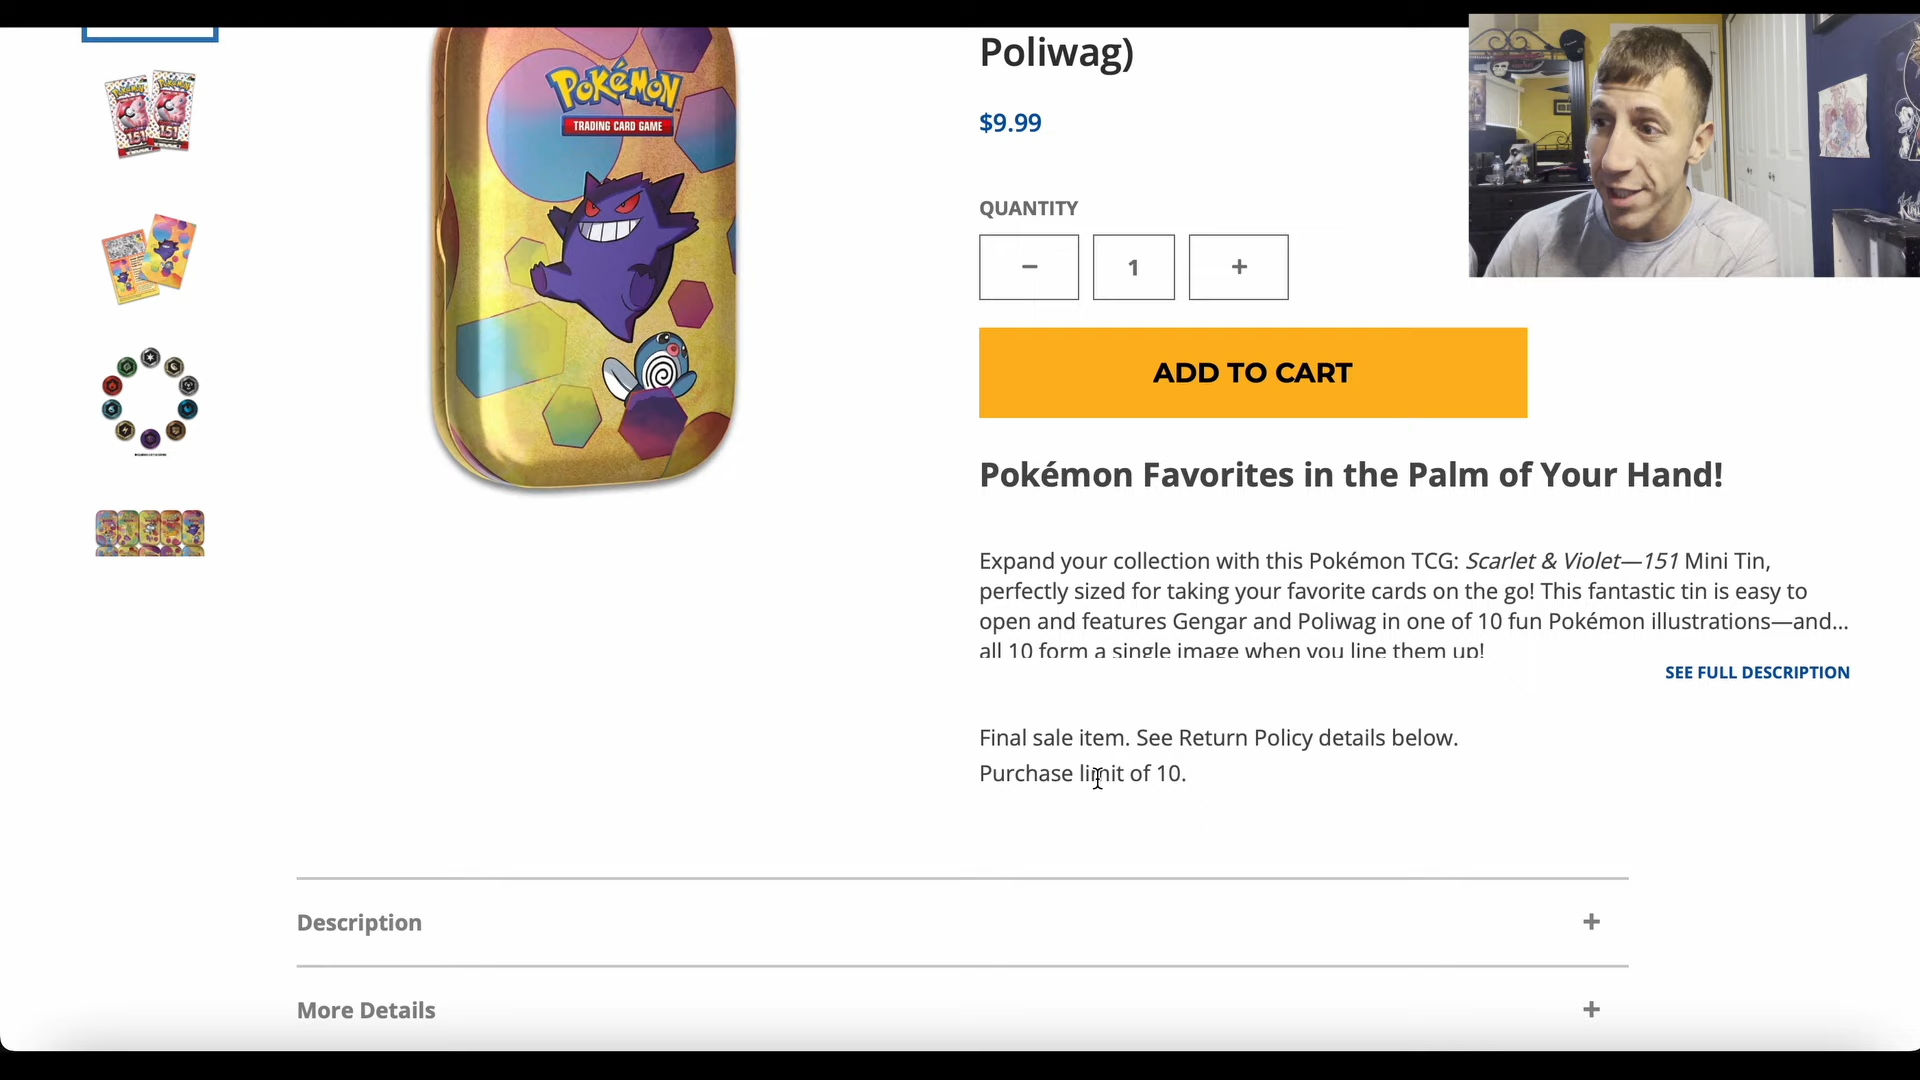 Poliwag)
$9.99
QUANTITY
− 1 +
ADD TO CART
Pokémon Favorites in the Palm of Your Hand!
Expand your collection with this Pokémon TCG: Scarlet & Violet—151 Mini Tin,
perfectly sized for taking your favorite cards on the go! This fantastic tin is easy to
open and features Gengar and Poliwag in one of 10 fun Pokémon illustrations—and...
all 10 form a single image when you line them up!
SEE FULL DESCRIPTION
Final sale item. See Return Policy details below.
Purchase limit of 10.
POKéMON
TRADING CARD GAME
151
151
Description +
More Details +